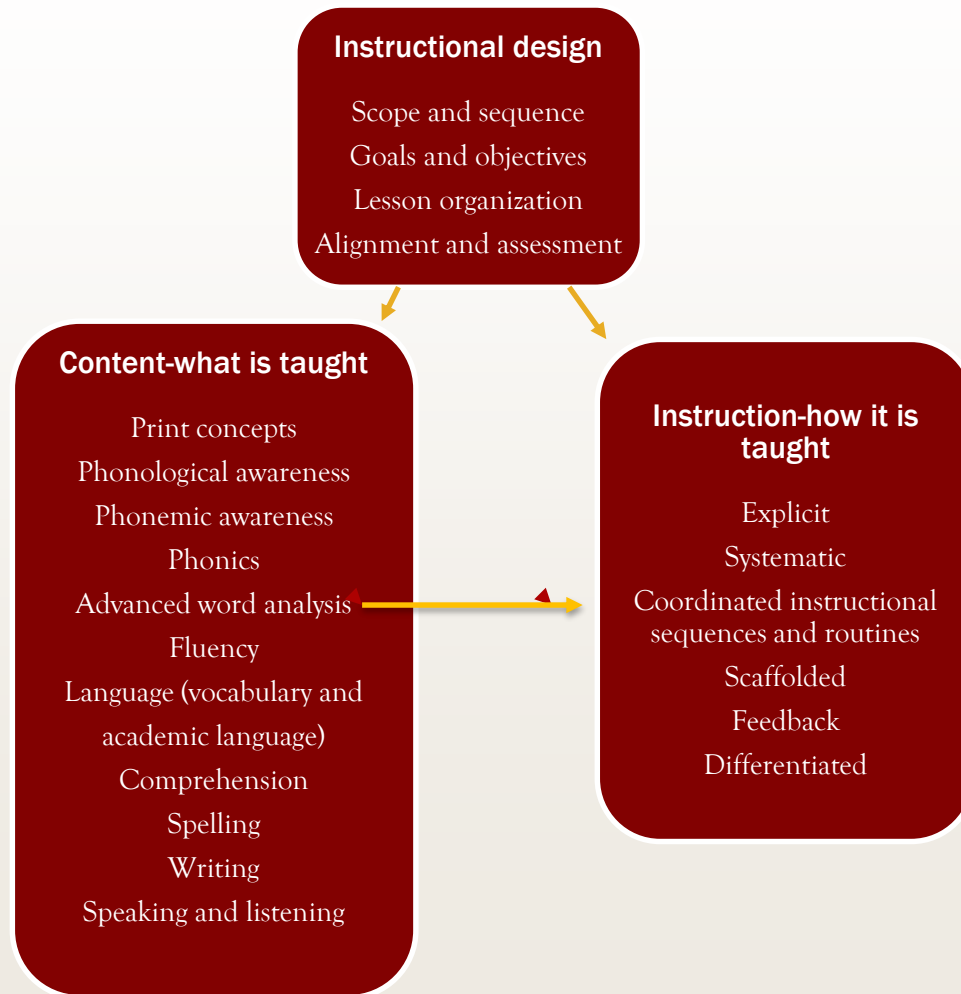 Instructional design
Scope and sequence
Goals and objectives
Lesson organization
Alignment and assessment
Content-what is taught
Print concepts
Phonological awareness
Phonemic awareness
Phonics
Advanced word analysis
Fluency
Language (vocabulary and
academic language)
Comprehension
Spelling
Writing
Speaking and listening
Instruction-how it is
taught
Explicit
Systematic
Coordinated instructional
sequences and routines
Scaffolded
Feedback
Differentiated